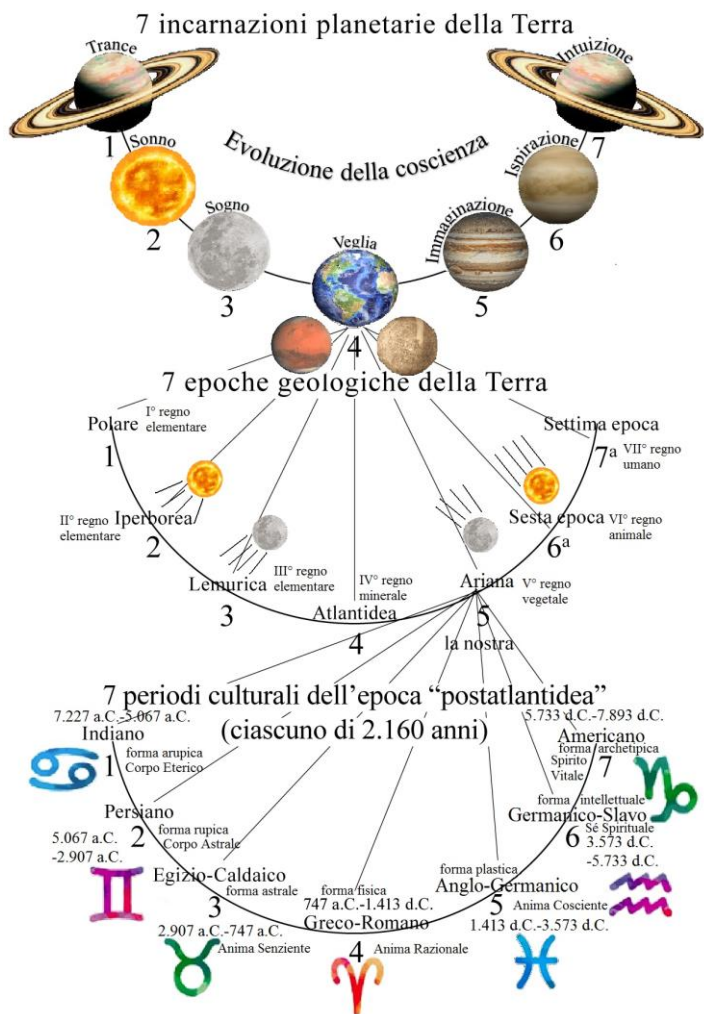 7 incarnazioni planetarie della Terra
Trance
Intuizione
1
Sonno
Evoluzione della coscienza
Ispirazione
7
2
Sogno
Immaginazione
6
3
Veglia
5
4
7 epoche geologiche della Terra
Polare
I° regno
elementare
1
Settima epoca
7ª
VII° regno
umano
II° regno
elementare
Iperborea
2
Sesta epoca
VI° regno
animale
6ª
Lemurica
III° regno
elementare
3
IV° regno
minerale
Atlantidea
4
Ariana
V° regno
vegetale
5
la nostra
7 periodi culturali dell'epoca “postatlantidea”
(ciascuno di 2.160 anni)
7.227 a.C.-5.067 a.C.
Indiano
1
forma arupica
Corpo Eterico
5.733 d.C.-7.893 d.C.
Americano
forma archetipica
Spirito
Vitale
7
Persiano
2
forma rupica
Corpo Astrale
5.067 a.C.
-2.907 a.C.
forma intellettuale
Germanico-Slavo
6
Sé Spirituale
3.573 d.C.
-5.733 d.C.
Egizio-Caldaico
3
forma astrale
2.907 a.C.-747 a.C.
Anima Senziente
forma fisica
747 a.C.-1.413 d.C.
Greco-Romano
4
Anima Razionale
forma plastica
Anglo-Germanico
5
Anima Cosciente
1.413 d.C.-3.573 d.C.
♋
♊
♉
♈
♓
♒
♑